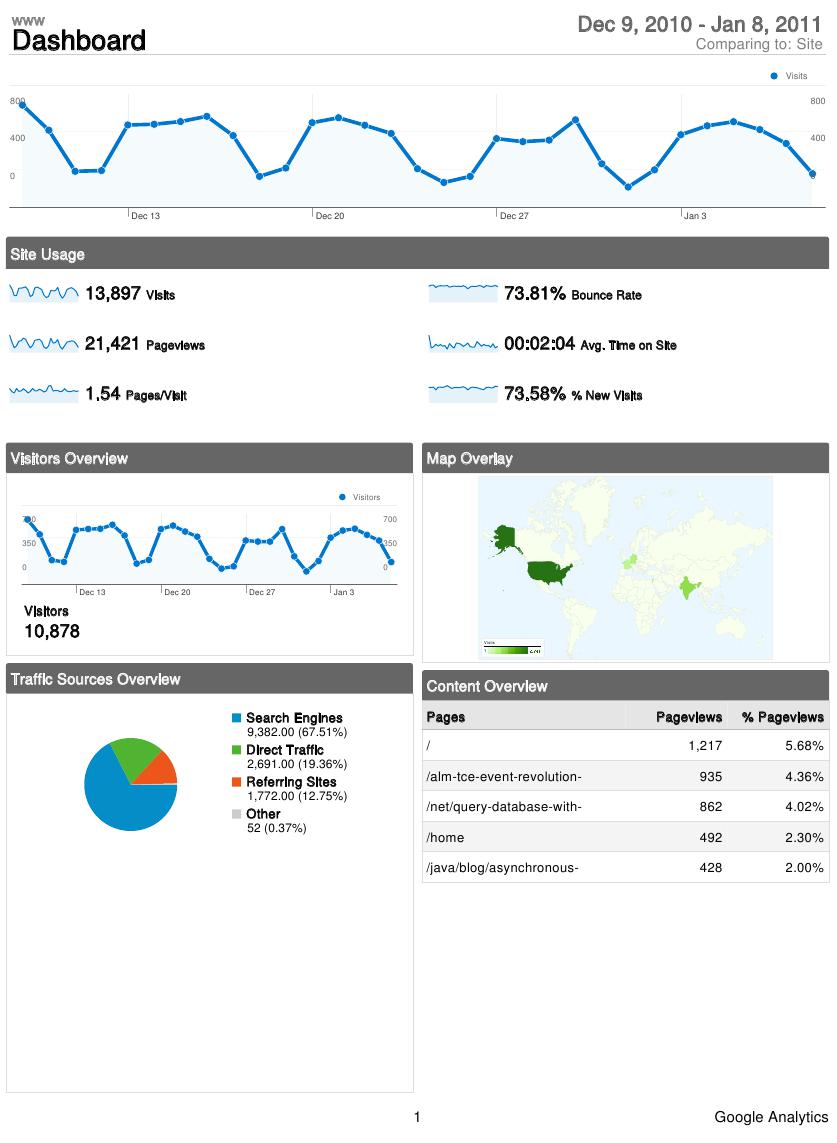 www
Dashboard
Dec 9, 2010 - Jan 8, 2011
Comparing to: Site
Visits
800 800
400 400
0 0
Dec 13 Dec 20 Dec 27 Jan 3
Site Usage
13,897 Visits
73.81% Bounce Rate
21,421 Pageviews
00:02:04 Avg. Time on Site
1.54 Pages/Visit
73.58% % New Visits
Visitors Overview
Visitors
700 700
350 350
0 0
Dec 13 Dec 20 Dec 27 Jan 3
Visitors
10,878
Map Overlay
Visits
1
Traffic Sources Overview
Search Engines
9,382.00 (67.51%)
Direct Traffic
2,691.00 (19.36%)
Referring Sites
1,772.00 (12.75%)
Other
52 (0.37%)
Content Overview
Pages Pageviews % Pageviews
/ 1,217 5.68%
/alm-tce-event-revolution- 935 4.36%
/net/query-database-with- 862 4.02%
/home 492 2.30%
/java/blog/asynchronous- 428 2.00%
1
Google Analytics